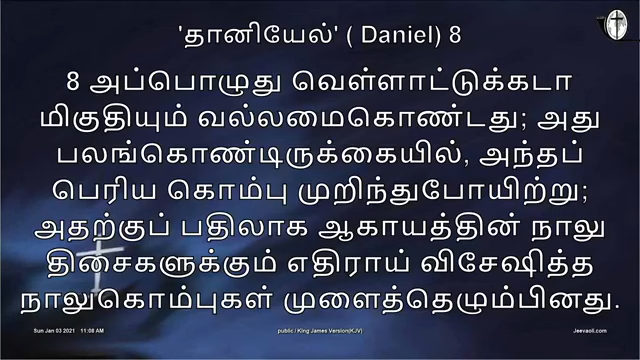 'தானியேல்' ( Daniel) 8
8 அப்பொழுது வெள்ளாட்டுக்கடா
மிகுதியும் வல்லமைகொண்டது; அது
பலங்கொண்டிருக்கையில், அந்தப்
பெரிய கொம்பு முறிந்துபோயிற்று;
அதற்குப் பதிலாக ஆகாயத்தின் நாலு
திசைகளுக்கும் எதிராய் விசேஷித்த
நாலுகொம்புகள் முளைத்தெழும்பினது.
Sun Jan 03 2021 11:08 AM public / King James Version(KJV) Jeevaoli.com